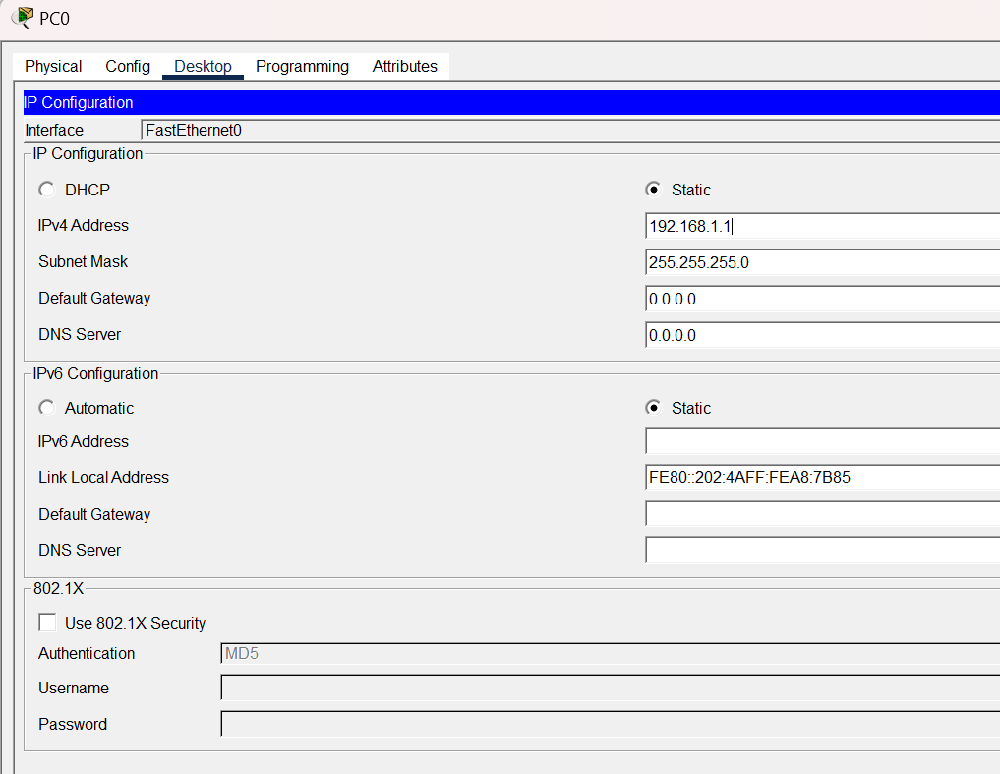 PC0
Physical Config Desktop Programming Attributes
IP Configuration
Interface FastEthernet0
IP Configuration
DHCP Static
IPv4 Address 192.168.1.1
Subnet Mask 255.255.255.0
Default Gateway 0.0.0.0
DNS Server 0.0.0.0
IPv6 Configuration
Automatic Static
IPv6 Address
Link Local Address FE80::202:4AFF:FEA8:7B85
Default Gateway
DNS Server
802.1X
Use 802.1X Security
Authentication MD5
Username
Password